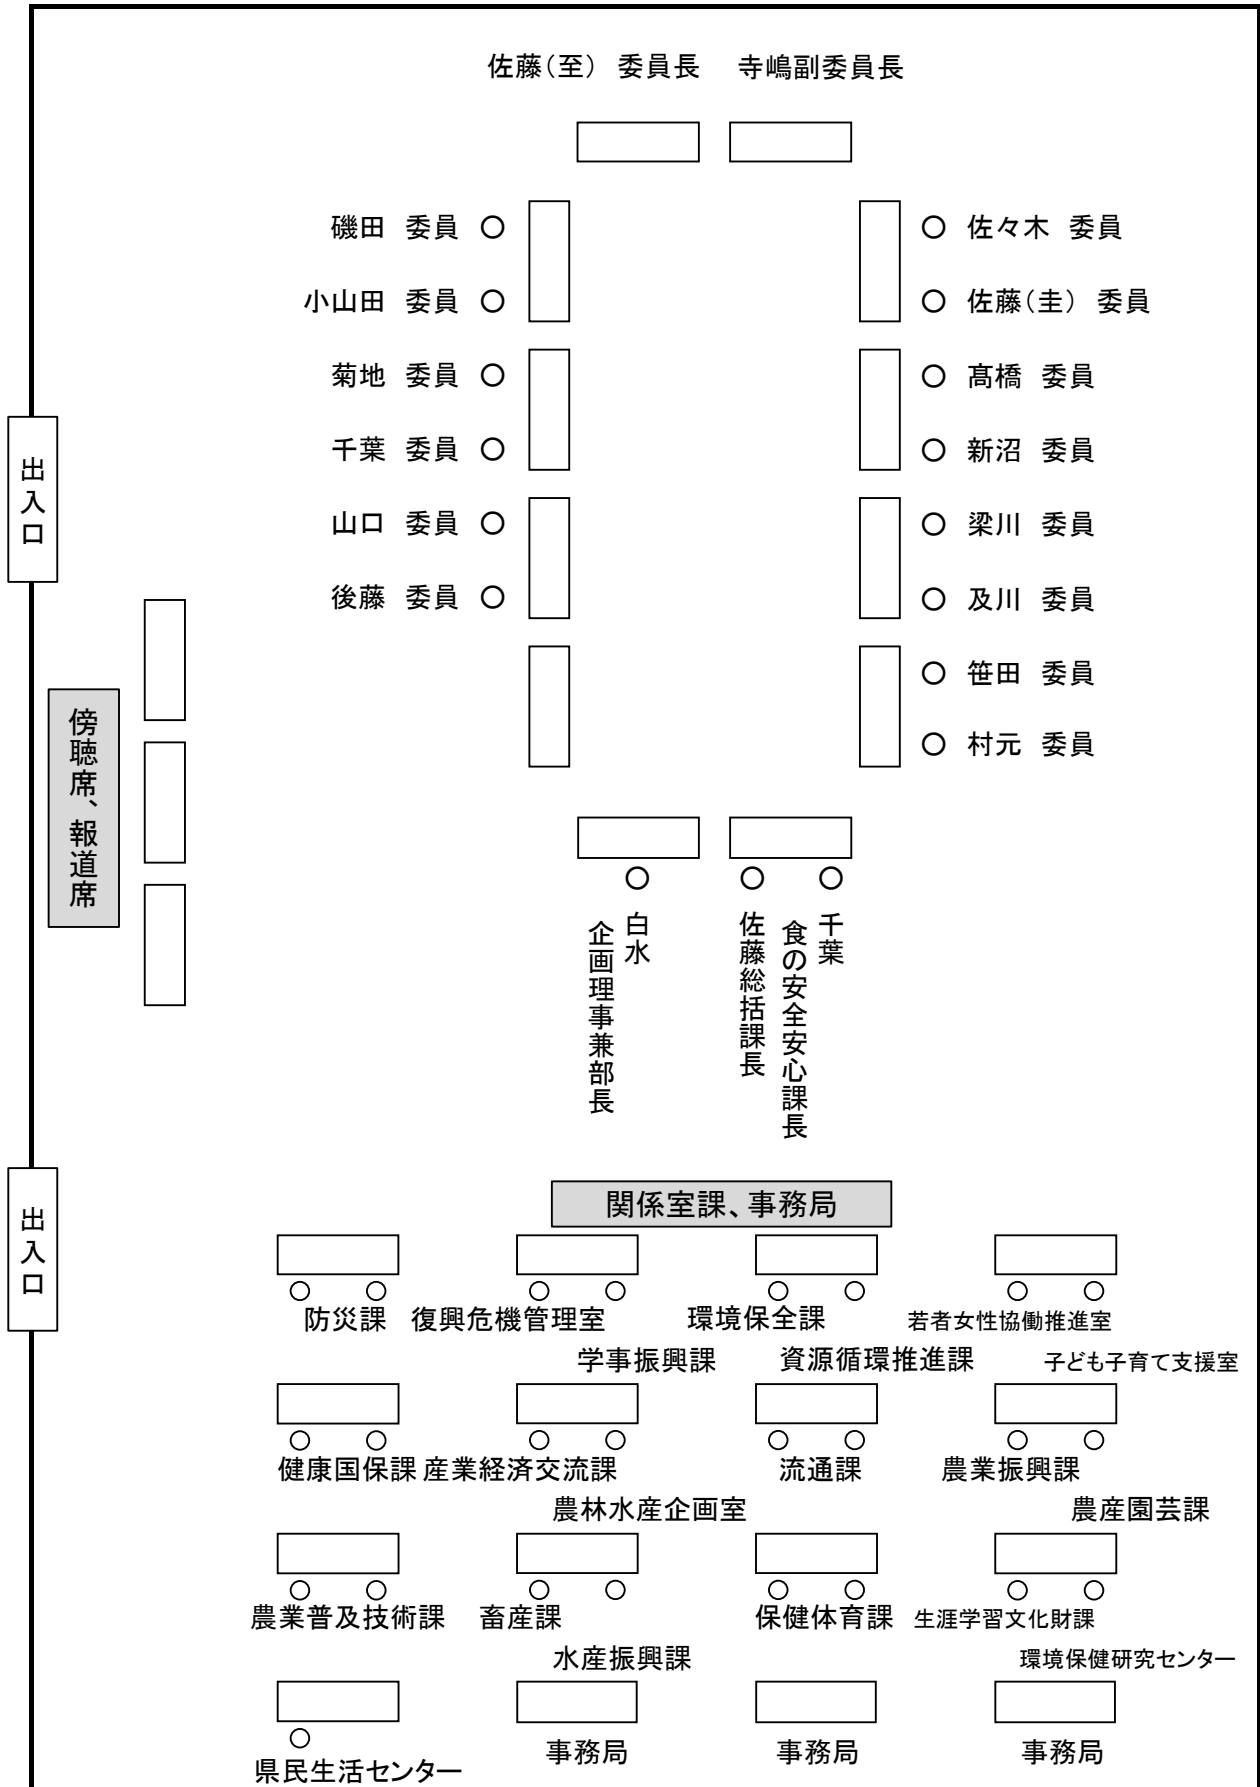 佐藤(至) 委員長　寺嶋副委員長
磯田　委員　○　○　佐々木　委員
小山田　委員　○　○　佐藤(圭)　委員
菊地　委員　○　○　髙橋　委員
千葉　委員　○　○　新沼　委員
山口　委員　○　○　梁川　委員
後藤　委員　○　○　及川　委員
○　笹田　委員
○　村元　委員
出入口
傍聴席、報道席
白水
企画理事兼部長
佐藤総括課長
千葉
食の安全安心課長
出入口
関係室課、事務局
防災課　復興危機管理室　環境保全課　若者女性協働推進室
学事振興課　資源循環推進課　子ども子育て支援室
健康国保課　産業経済交流課　流通課　農業振興課
農林水産企画室　農産園芸課
農業普及技術課　畜産課　保健体育課　生涯学習文化財課
水産振興課　環境保健研究センター
事務局　事務局　事務局
県民生活センター